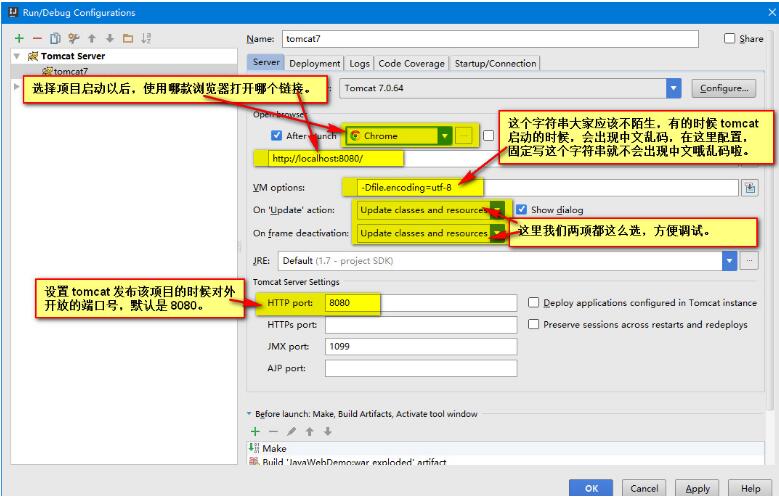 Run/Debug Configurations
Name: tomcat7
Share
Tomcat Server
tomcat7
Server Deployment Logs Code Coverage Startup/Connection
选择项目启动以后，使用哪款浏览器打开哪个链接。
Tomcat 7.0.64
Configure...
Open browser
After launch
Chrome
...
http://localhost:8080/
这个字符串大家应该不陌生，有的时候 tomcat
启动的时候，会出现中文乱码，在这里配置，
固定写这个字符串就不会出现中文哦乱码啦。
VM options: -Dfile.encoding=utf-8
On 'Update' action: Update classes and resources
Show dialog
On frame deactivation: Update classes and resources
这里我们两项都这么选，方便调试。
JRE: Default (1.7 - project SDK)
...
设置 tomcat 发布该项目的时候对外
开放的端口号，默认是 8080。
Tomcat Server Settings
HTTP port: 8080
Deploy applications configured in Tomcat instance
HTTPs port:
Preserve sessions across restarts and redeploys
JMX port: 1099
AJP port:
Before launch: Make, Build Artifacts, Activate tool window
Make
Build 'JavaWebDemo:war exploded' artifact
OK Cancel Apply Help